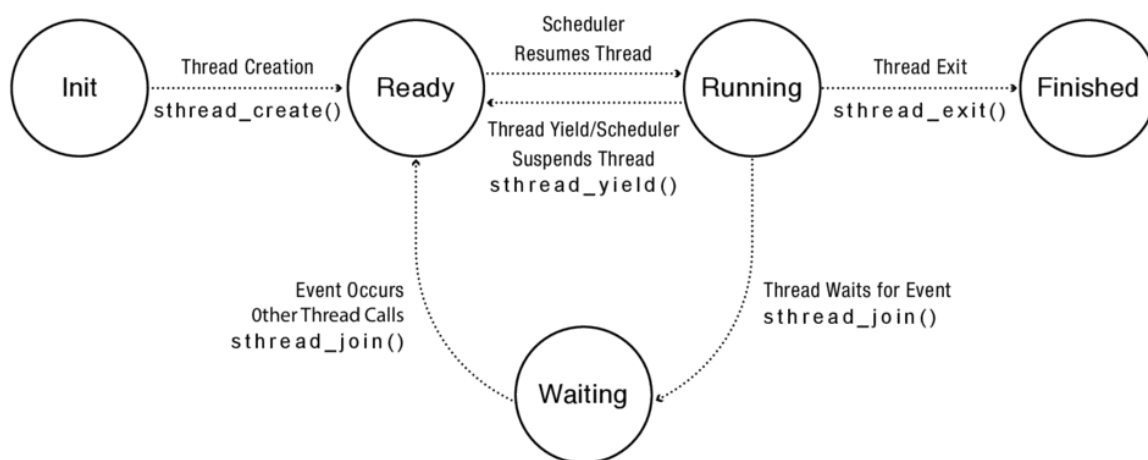 Init
Thread Creation
sthread_create()
Ready
Scheduler
Resumes Thread
Thread Yield/Scheduler
Suspends Thread
sthread_yield()
Running
Thread Exit
sthread_exit()
Finished
Event Occurs
Other Thread Calls
sthread_join()
Thread Waits for Event
sthread_join()
Waiting